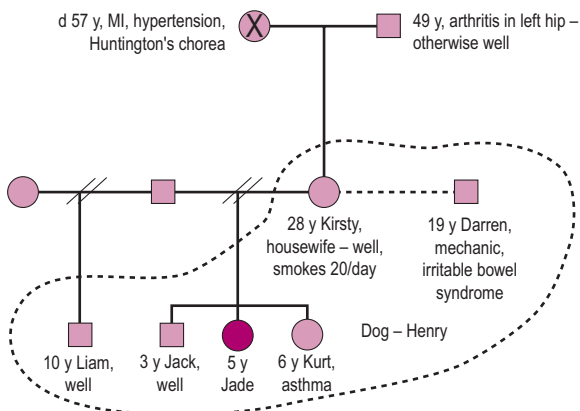 d 57 y, MI, hypertension,
Huntington's chorea
X
49 y, arthritis in left hip –
otherwise well
28 y Kirsty,
housewife – well,
smokes 20/day
19 y Darren,
mechanic,
irritable bowel
syndrome
Dog – Henry
10 y Liam,
well
3 y Jack,
well
5 y
Jade
6 y Kurt,
asthma